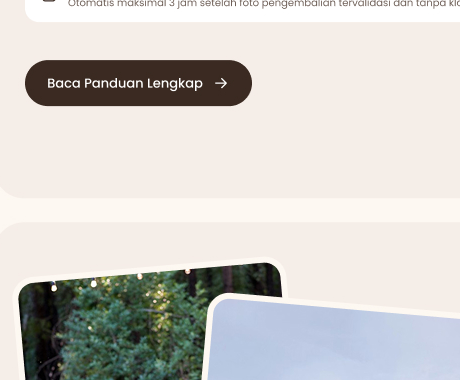 Otomatis maksimal 3 jam setelah foto pengembalian tervalidasi dan tanpa
Baca Panduan Lengkap